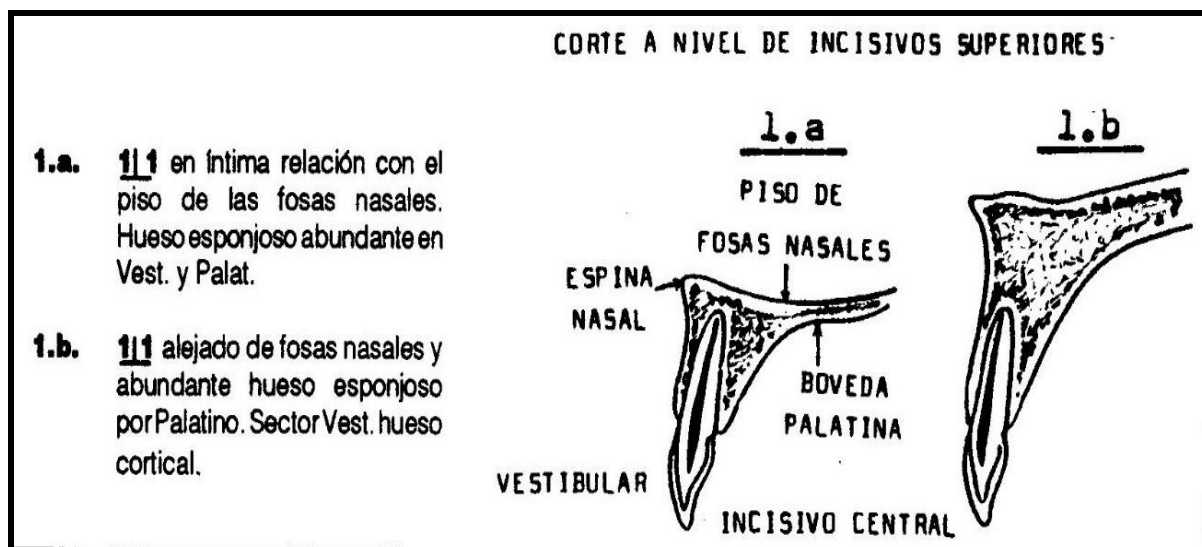 CORTE A NIVEL DE INCISIVOS SUPERIORES
1.a. 1|1 en íntima relación con el
piso de las fosas nasales.
Hueso esponjoso abundante en
Vest. y Palat.
1.b. 1|1 alejado de fosas nasales y
abundante hueso esponjoso
por Palatino. Sector Vest. hueso
cortical.
1.a
PISO DE
FOSAS NASALES
ESPINA
NASAL
BOVEDA
PALATINA
VESTIBULAR
INCISIVO CENTRAL
1.b